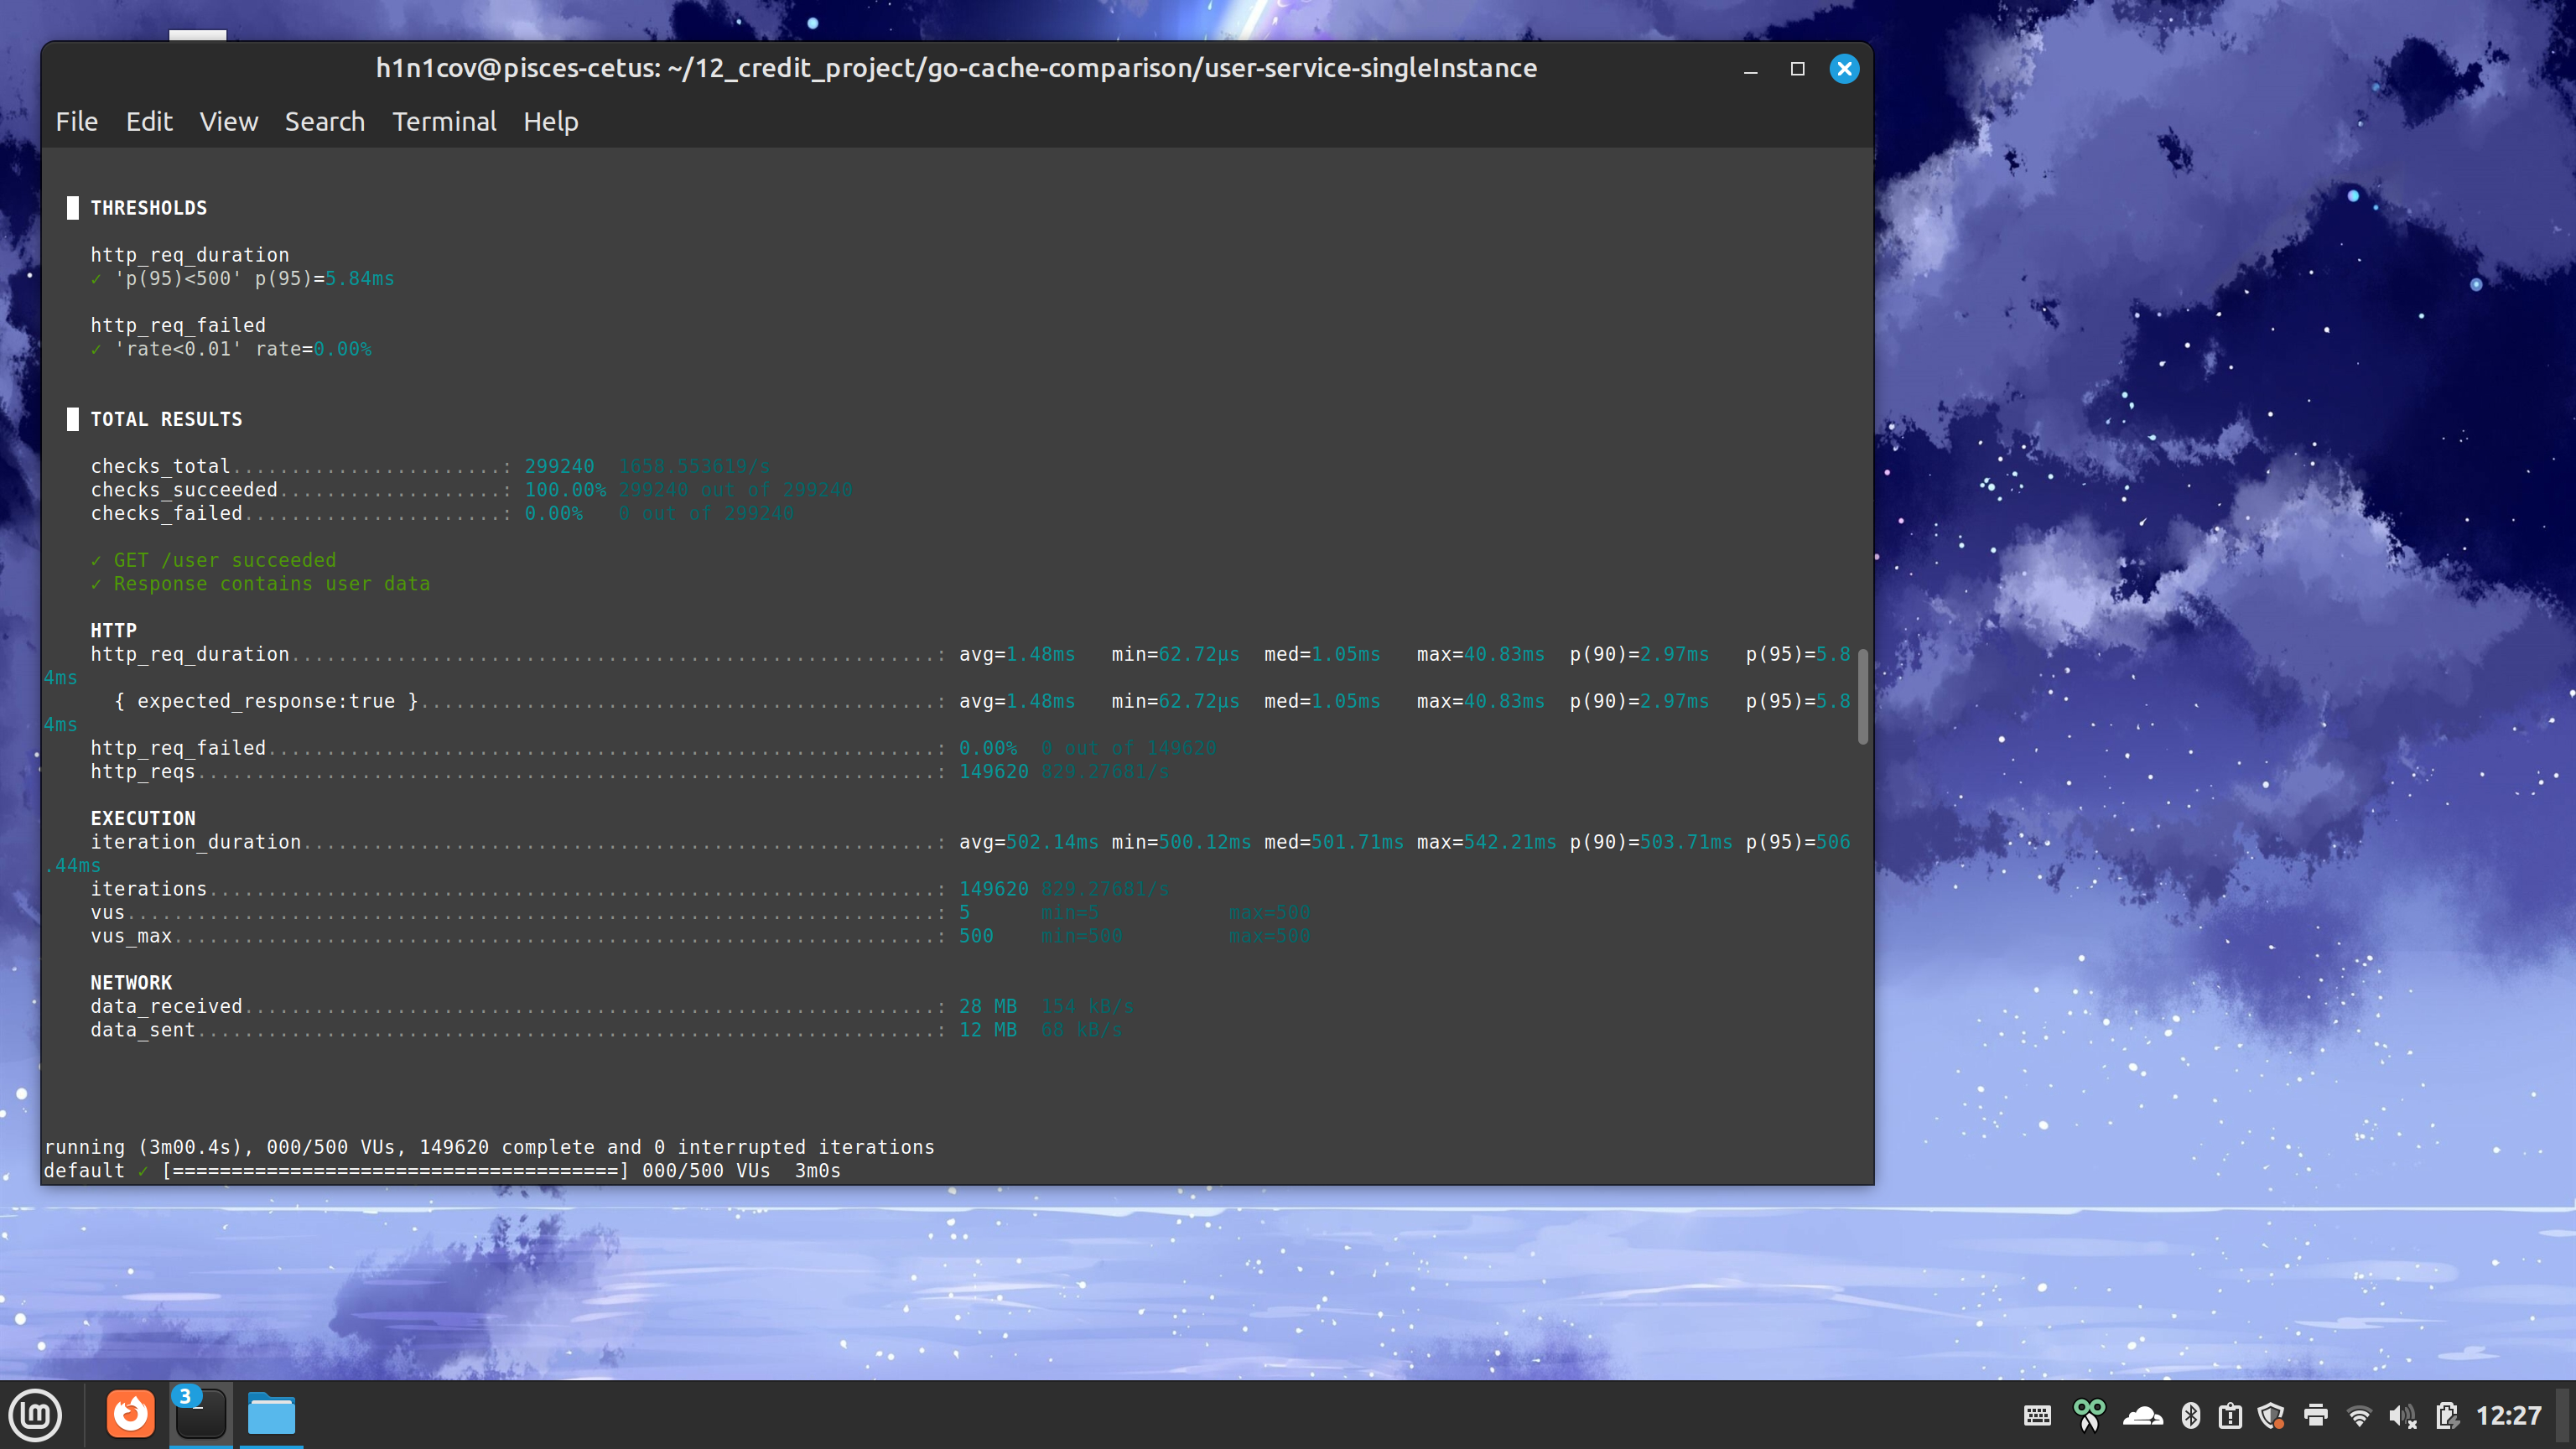 h1n1cov@pisces-cetus: ~/12_credit_project/go-cache-comparison/user-service-singleInstance
File Edit View Search Terminal Help
THRESHOLDS
http_req_duration
✓ 'p(95)<500' p(95)=5.84ms
http_req_failed
✓ 'rate<0.01' rate=0.00%
TOTAL RESULTS
checks_total.......................: 299240 1658.553619/s
checks_succeeded...................: 100.00% 299240 out of 299240
checks_failed......................: 0.00% 0 out of 299240
✓ GET /user succeeded
✓ Response contains user data
HTTP
http_req_duration.......................................................: avg=1.48ms min=62.72µs med=1.05ms max=40.83ms p(90)=2.97ms p(95)=5.8
4ms
{ expected_response:true }............................................: avg=1.48ms min=62.72µs med=1.05ms max=40.83ms p(90)=2.97ms p(95)=5.8
4ms
http_req_failed.........................................................: 0.00% 0 out of 149620
http_reqs...............................................................: 149620 829.27681/s
EXECUTION
iteration_duration......................................................: avg=502.14ms min=500.12ms med=501.71ms max=542.21ms p(90)=503.71ms p(95)=506
.44ms
iterations..............................................................: 149620 829.27681/s
vus.....................................................................: 5 min=5 max=500
vus_max.................................................................: 500 min=500 max=500
NETWORK
data_received...........................................................: 28 MB 154 kB/s
data_sent...............................................................: 12 MB 68 kB/s
running (3m00.4s), 000/500 VUs, 149620 complete and 0 interrupted iterations
default ✓ [======================================] 000/500 VUs 3m0s
3
12:27